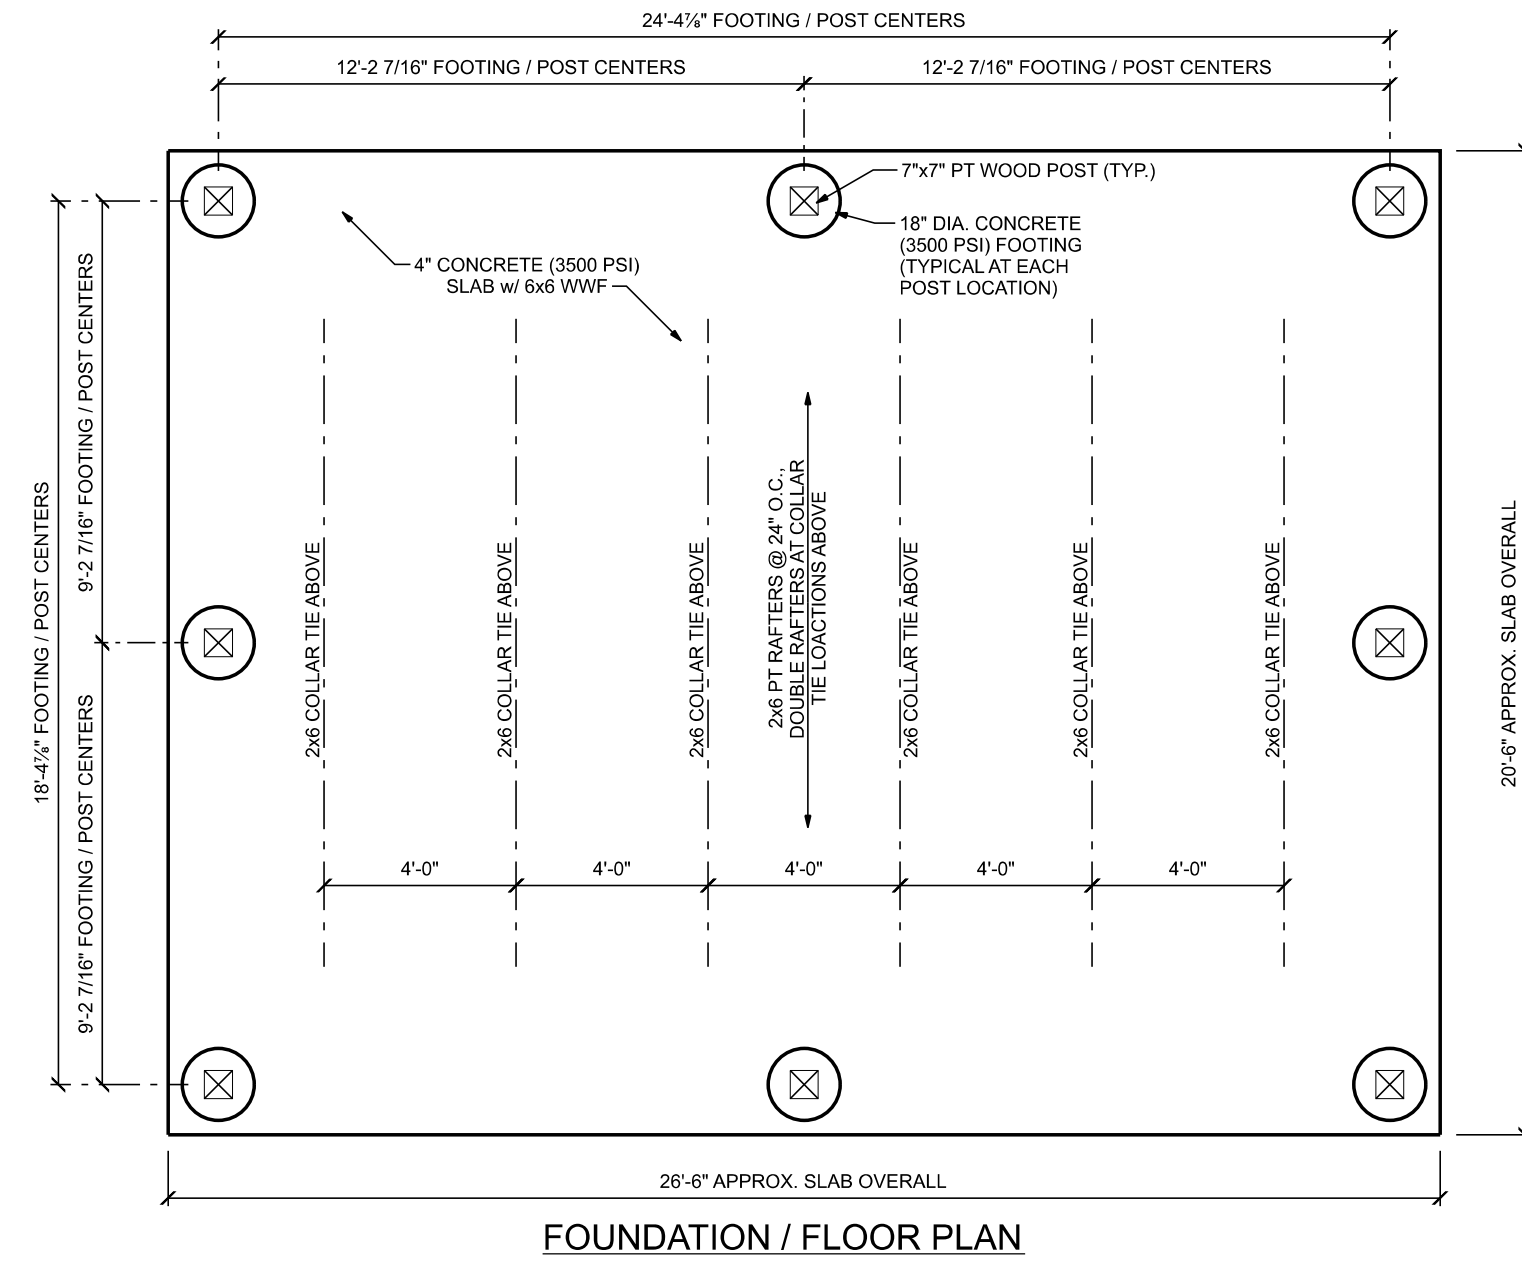 24'-4⅞" FOOTING / POST CENTERS
12'-2 7/16" FOOTING / POST CENTERS
12'-2 7/16" FOOTING / POST CENTERS
7"x7" PT WOOD POST (TYP.)
18" DIA. CONCRETE
(3500 PSI) FOOTING
(TYPICAL AT EACH
POST LOCATION)
4" CONCRETE (3500 PSI)
SLAB w/ 6x6 WWF
18'-4⅞" FOOTING / POST CENTERS
9'-2 7/16" FOOTING / POST CENTERS
9'-2 7/16" FOOTING / POST CENTERS
2x6 COLLAR TIE ABOVE
2x6 COLLAR TIE ABOVE
2x6 COLLAR TIE ABOVE
2x6 PT RAFTERS @ 24" O.C.,
DOUBLE RAFTERS AT COLLAR
TIE LOACTIONS ABOVE
2x6 COLLAR TIE ABOVE
2x6 COLLAR TIE ABOVE
2x6 COLLAR TIE ABOVE
20'-6" APPROX. SLAB OVERALL
4'-0"
4'-0"
4'-0"
4'-0"
4'-0"
26'-6" APPROX. SLAB OVERALL
FOUNDATION / FLOOR PLAN